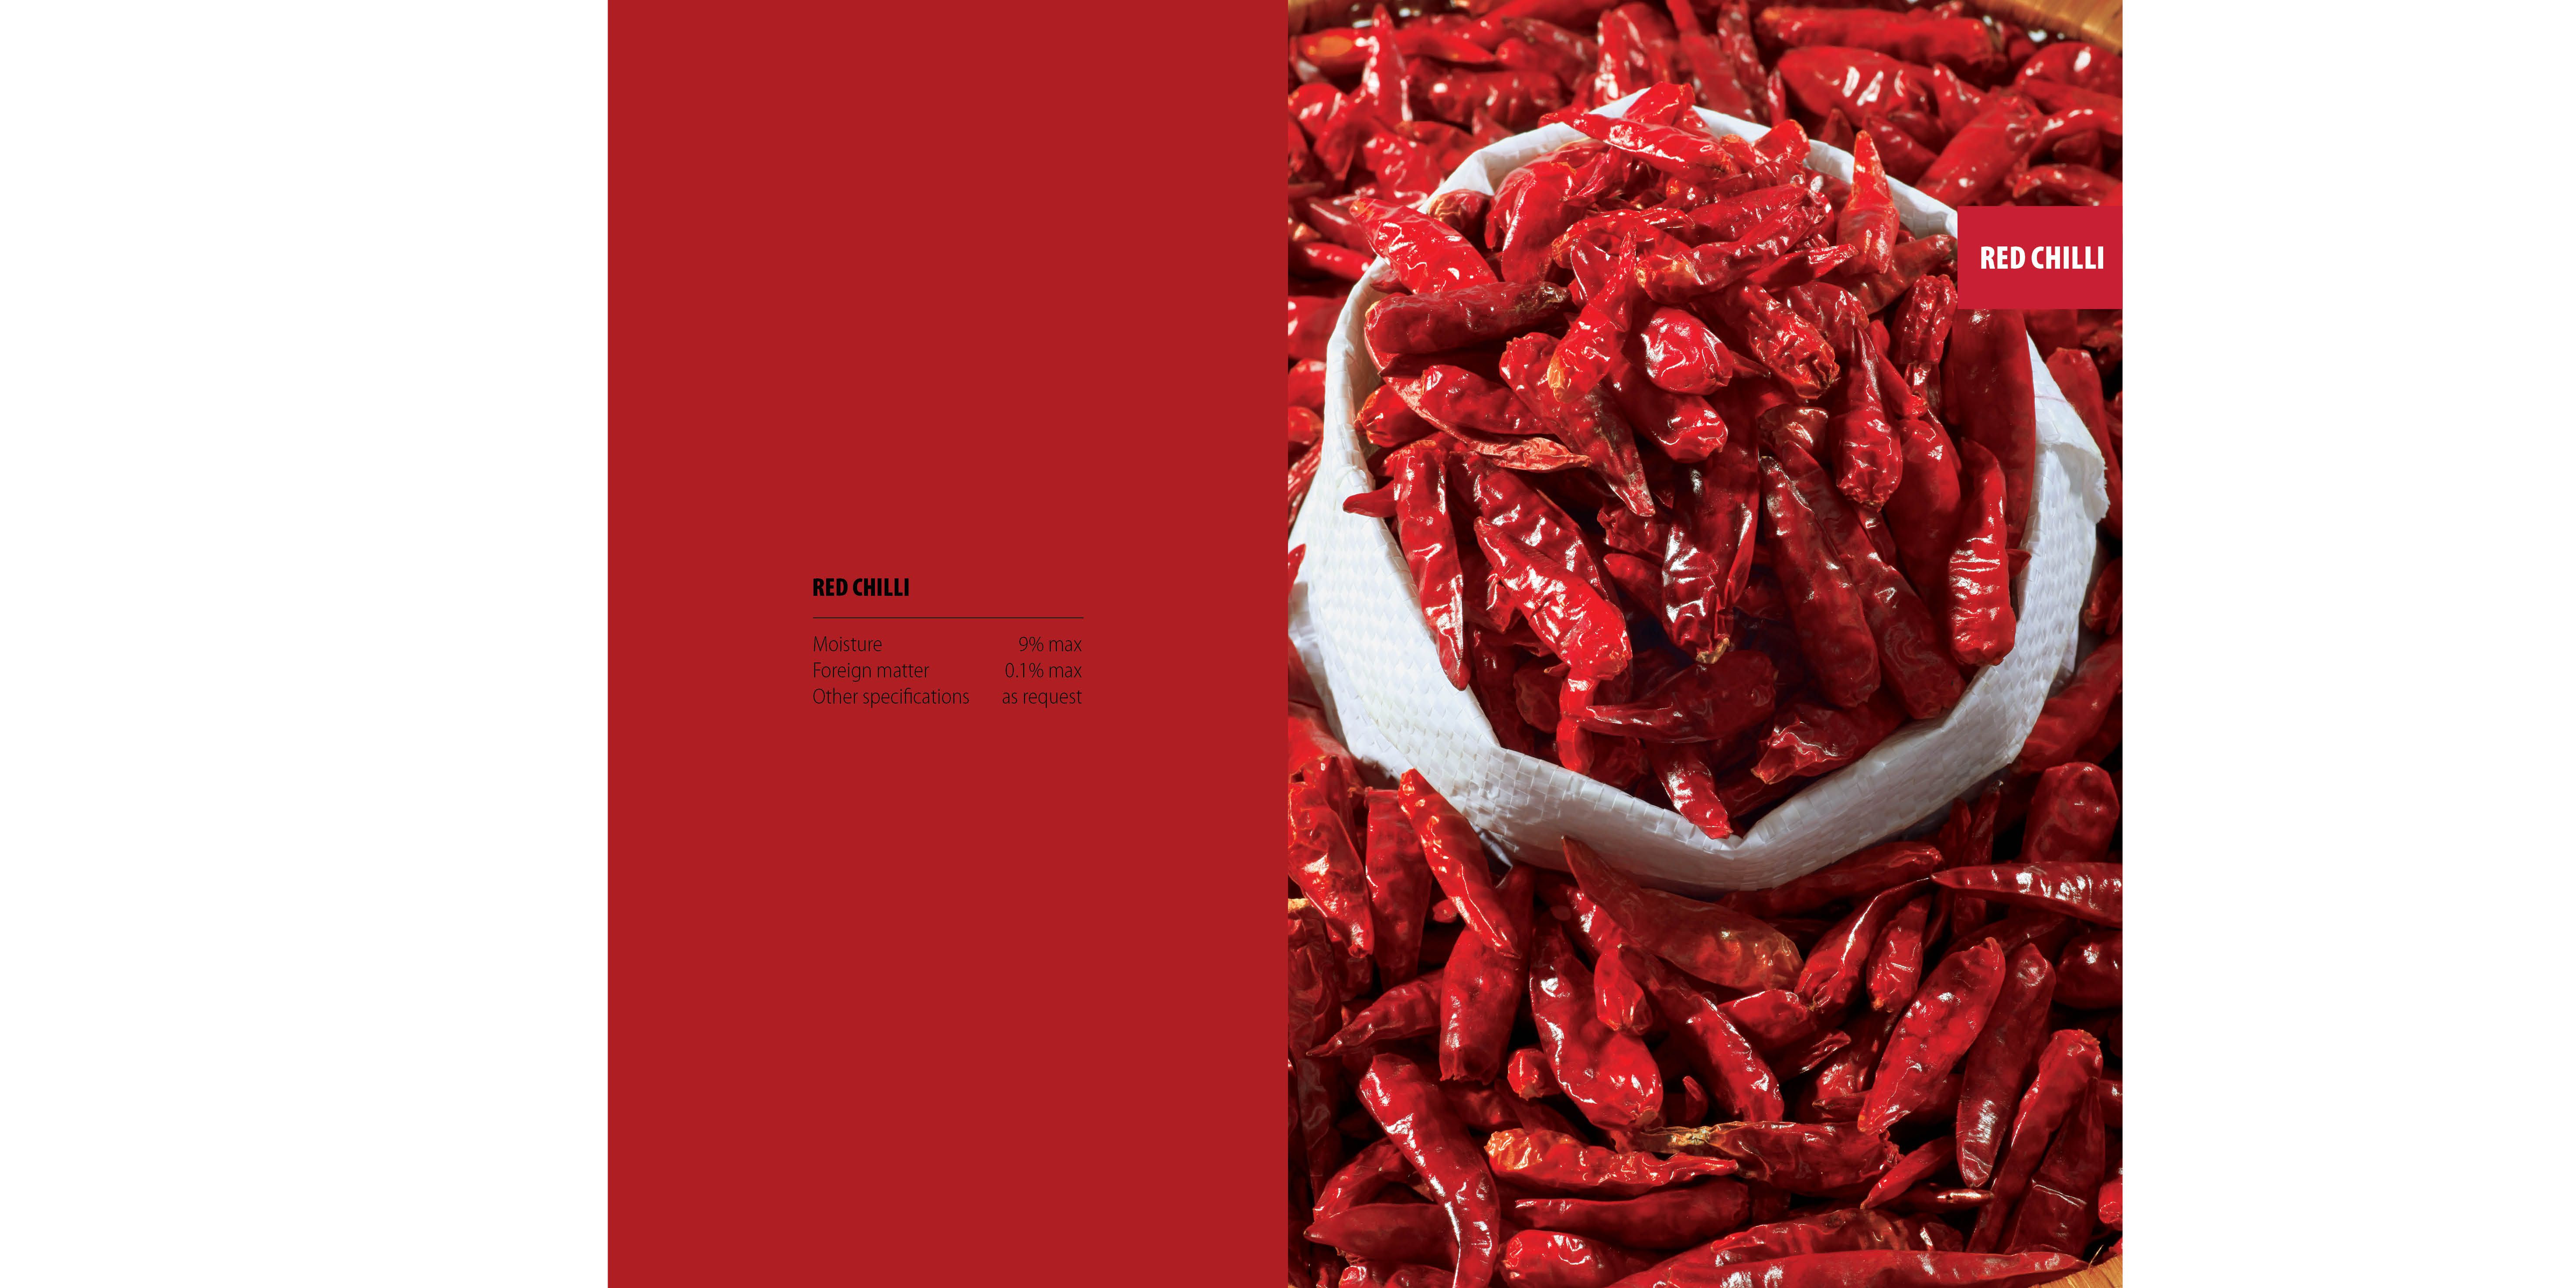 RED CHILLI
Moisture 9% max
Foreign matter 0.1% max
Other specifications as request
RED CHILLI